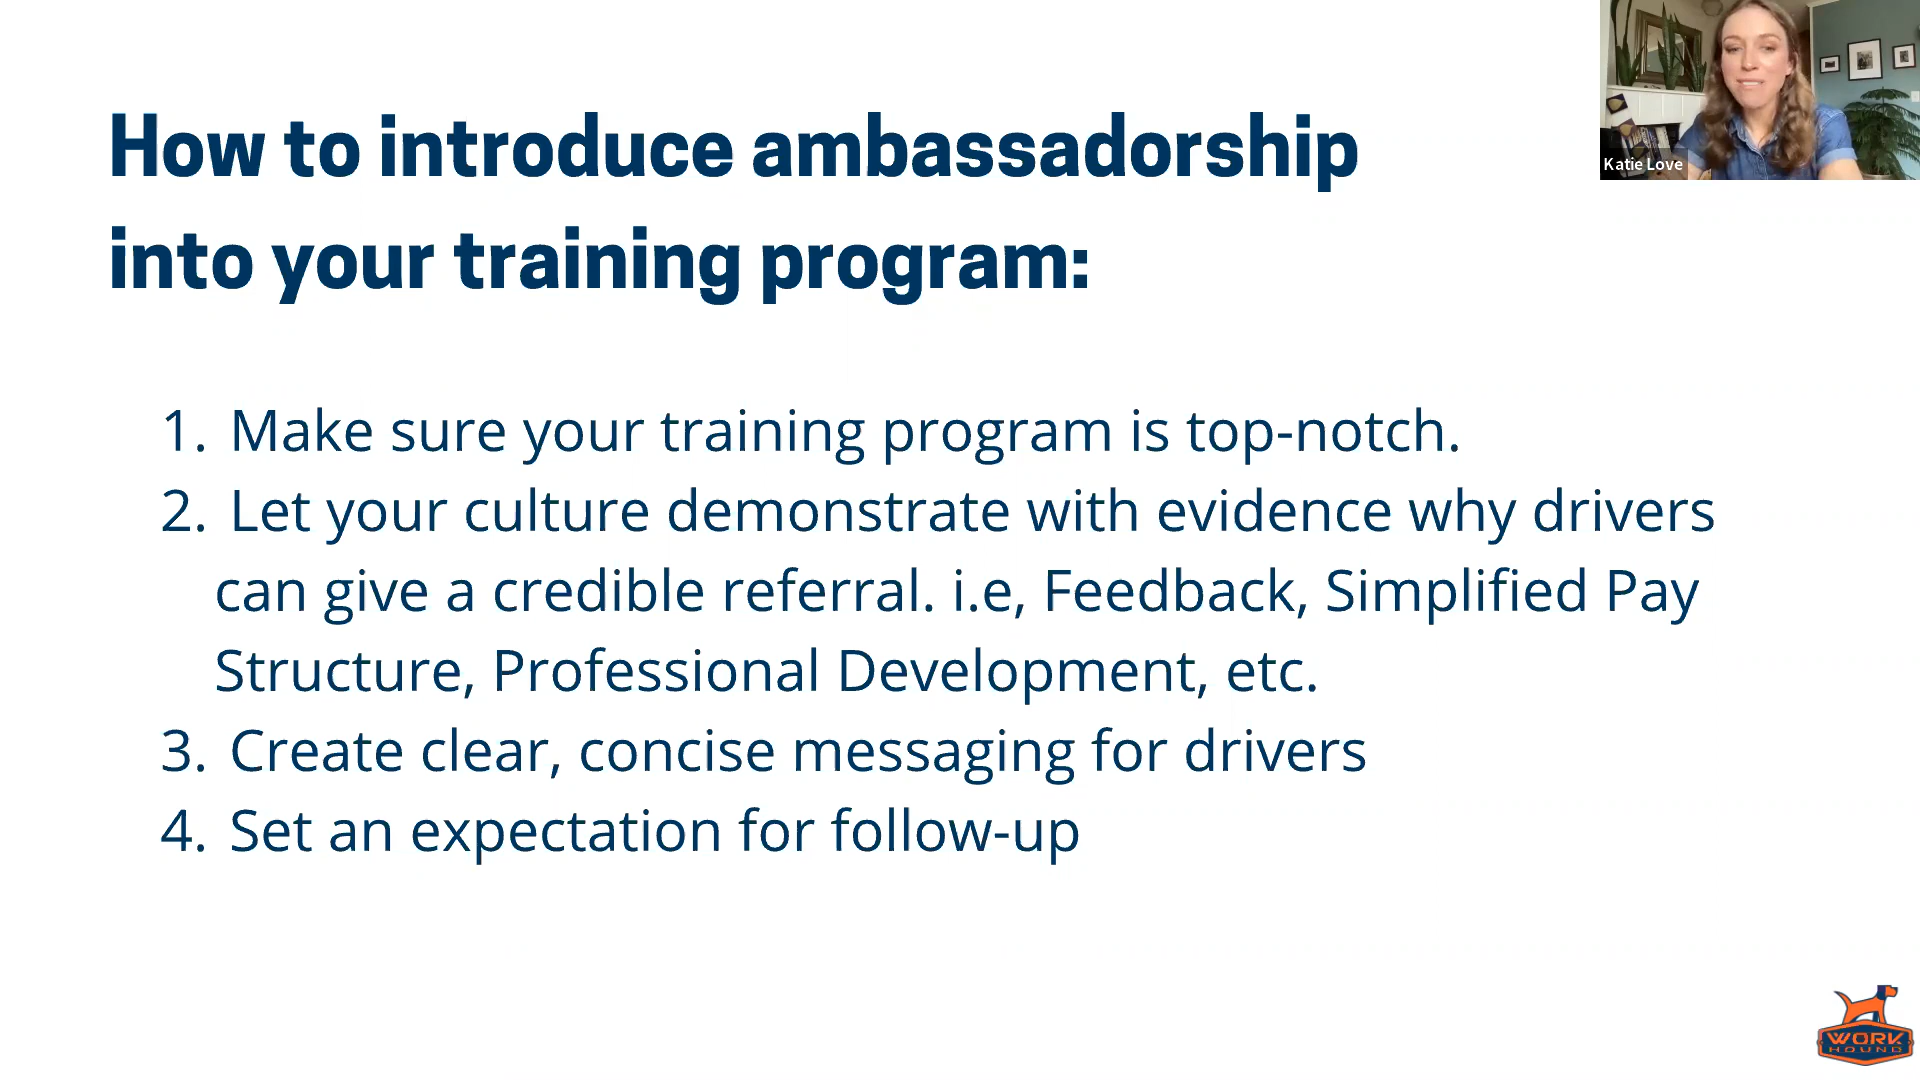 How to introduce ambassadorship
into your training program:
Katie Love
1. Make sure your training program is top-notch.
2. Let your culture demonstrate with evidence why drivers
can give a credible referral. i.e, Feedback, Simplified Pay
Structure, Professional Development, etc.
3. Create clear, concise messaging for drivers
4. Set an expectation for follow-up
WORK
HOUND